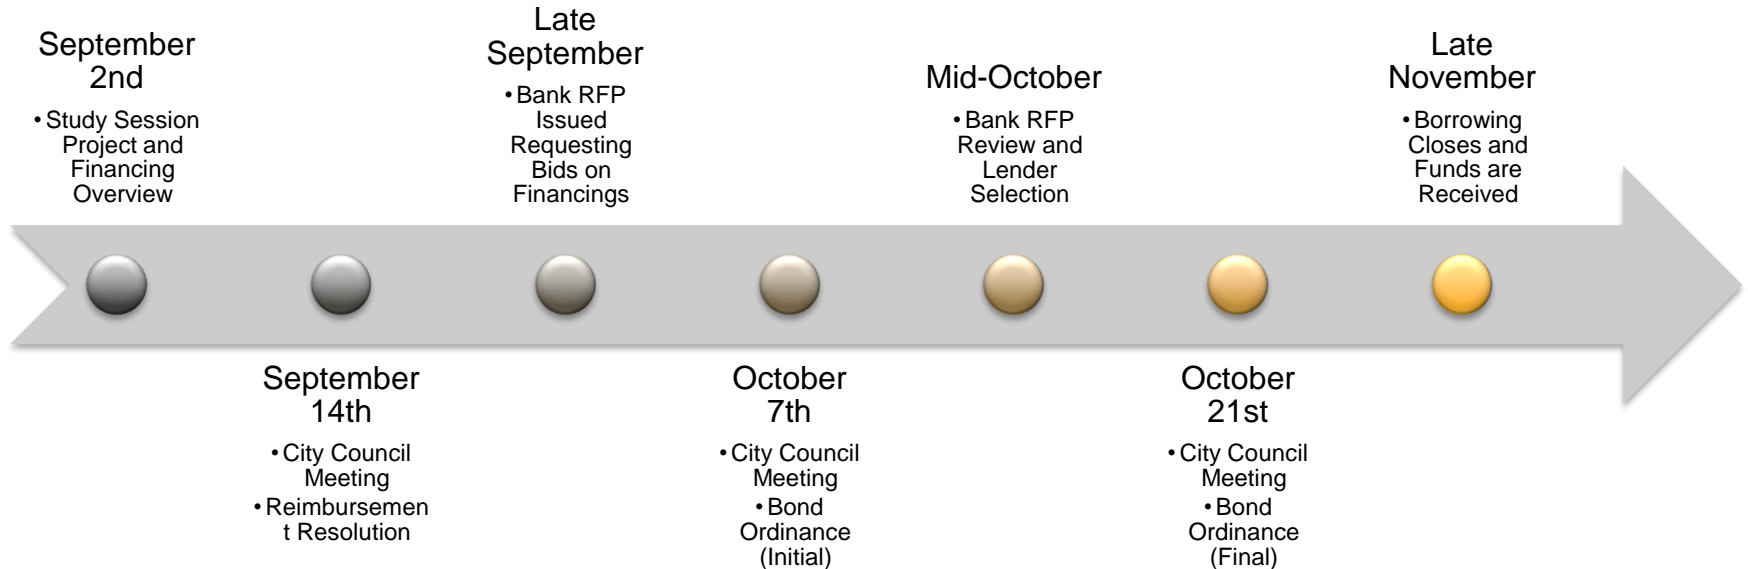 September
2nd
• Study Session
Project and
Financing
Overview
September
14th
• City Council
Meeting
• Reimbursemen
t Resolution
Late
September
• Bank RFP
Issued
Requesting
Bids on
Financings
October
7th
• City Council
Meeting
• Bond
Ordinance
(Initial)
Mid-October
• Bank RFP
Review and
Lender
Selection
October
21st
• City Council
Meeting
• Bond
Ordinance
(Final)
Late
November
• Borrowing
Closes and
Funds are
Received